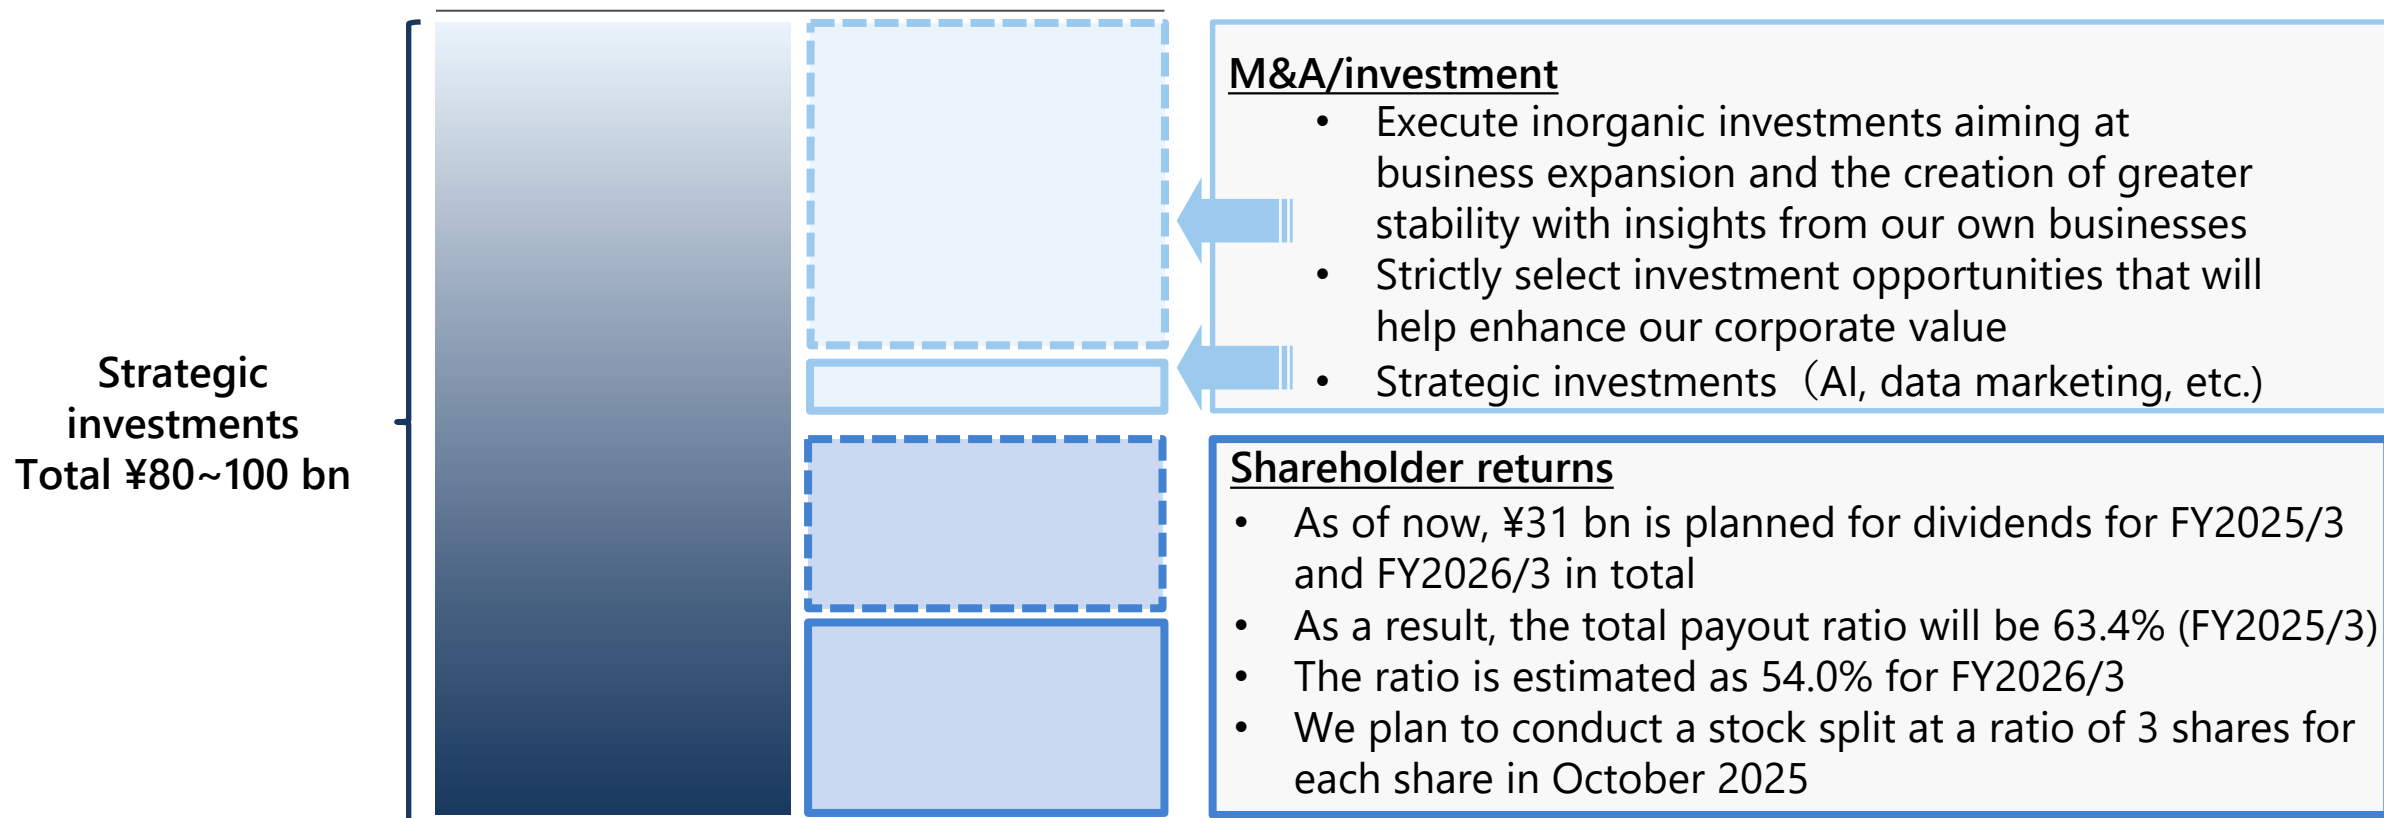 Strategic
investments
Total ¥80~100 bn
M&A/investment
• Execute inorganic investments aiming at
business expansion and the creation of greater
stability with insights from our own businesses
• Strictly select investment opportunities that will
help enhance our corporate value
• Strategic investments（AI, data marketing, etc.)
Shareholder returns
• As of now, ¥31 bn is planned for dividends for FY2025/3
and FY2026/3 in total
• As a result, the total payout ratio will be 63.4% (FY2025/3)
• The ratio is estimated as 54.0% for FY2026/3
• We plan to conduct a stock split at a ratio of 3 shares for
each share in October 2025